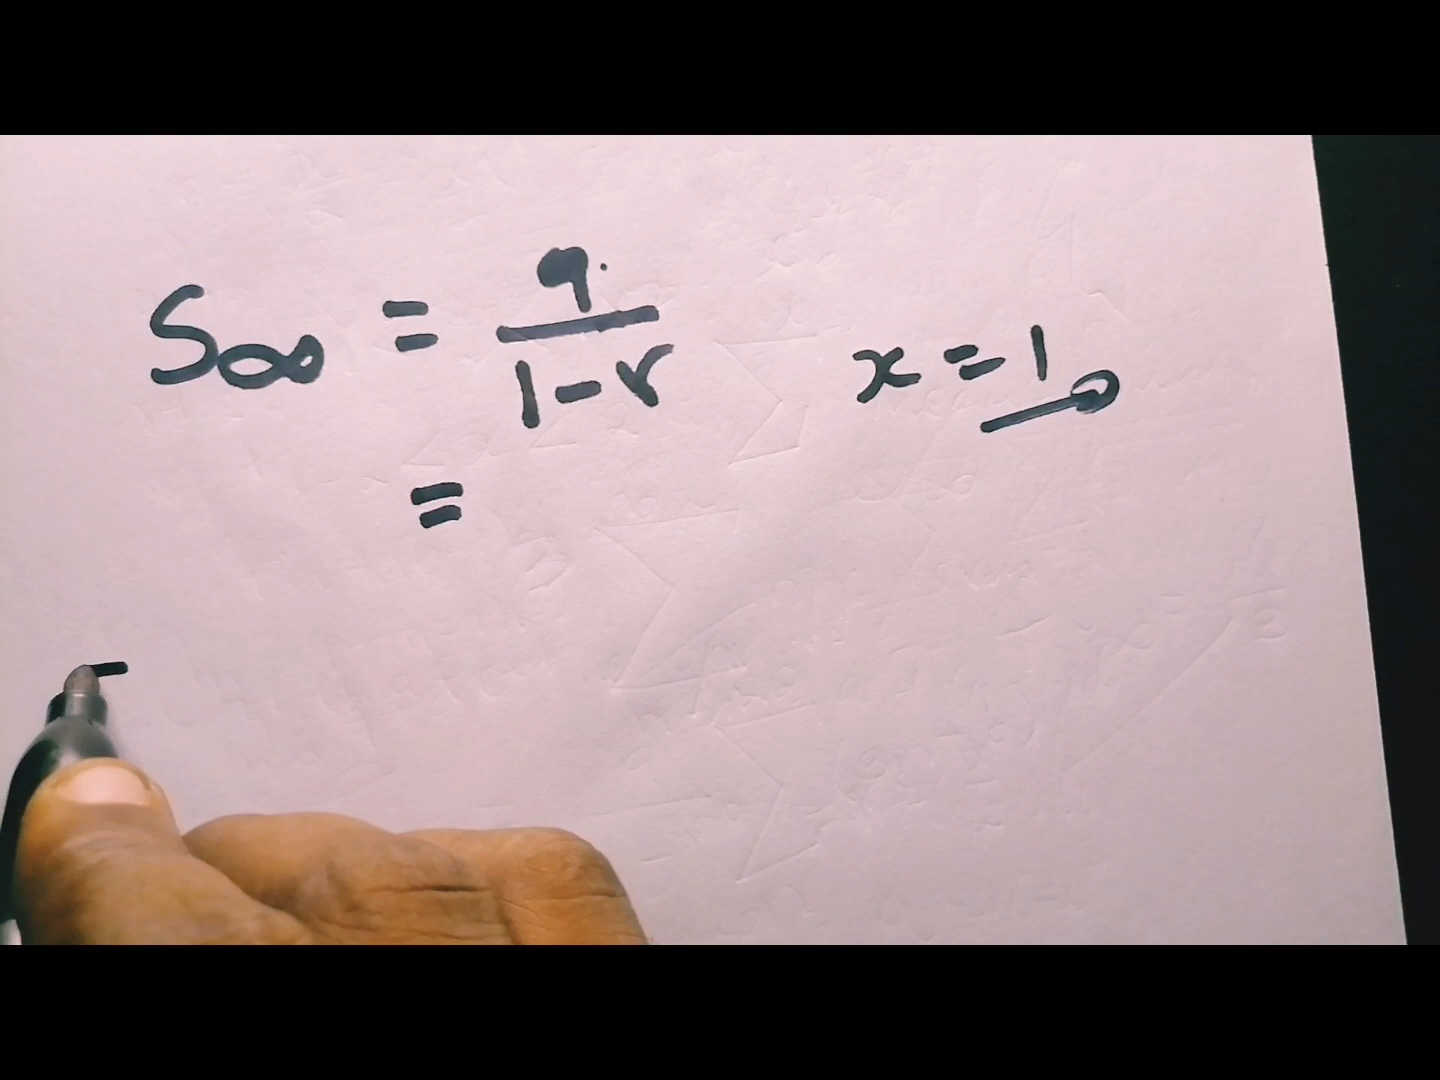 S∞ = a/(1-r)
x = 1
=